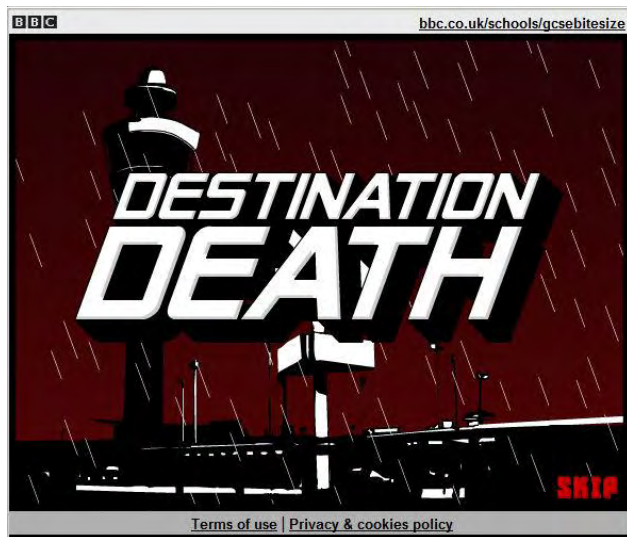 BBC
bbc.co.uk/schools/gcsebitesize
DESTINATION
DEATH
SKIP
Terms of use | Privacy & cookies policy